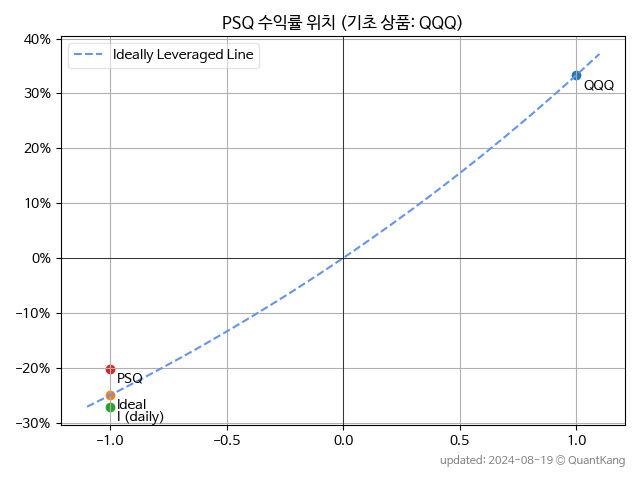 PSQ 수익률 위치 (기초 상품: QQQ)
Ideally Leveraged Line
40%
30%
20%
10%
0%
−10%
−20%
−30%
QQQ
PSQ
Ideal
I (daily)
−1.0 −0.5 0.0 0.5 1.0
updated: 2024-08-19 © QuantKang